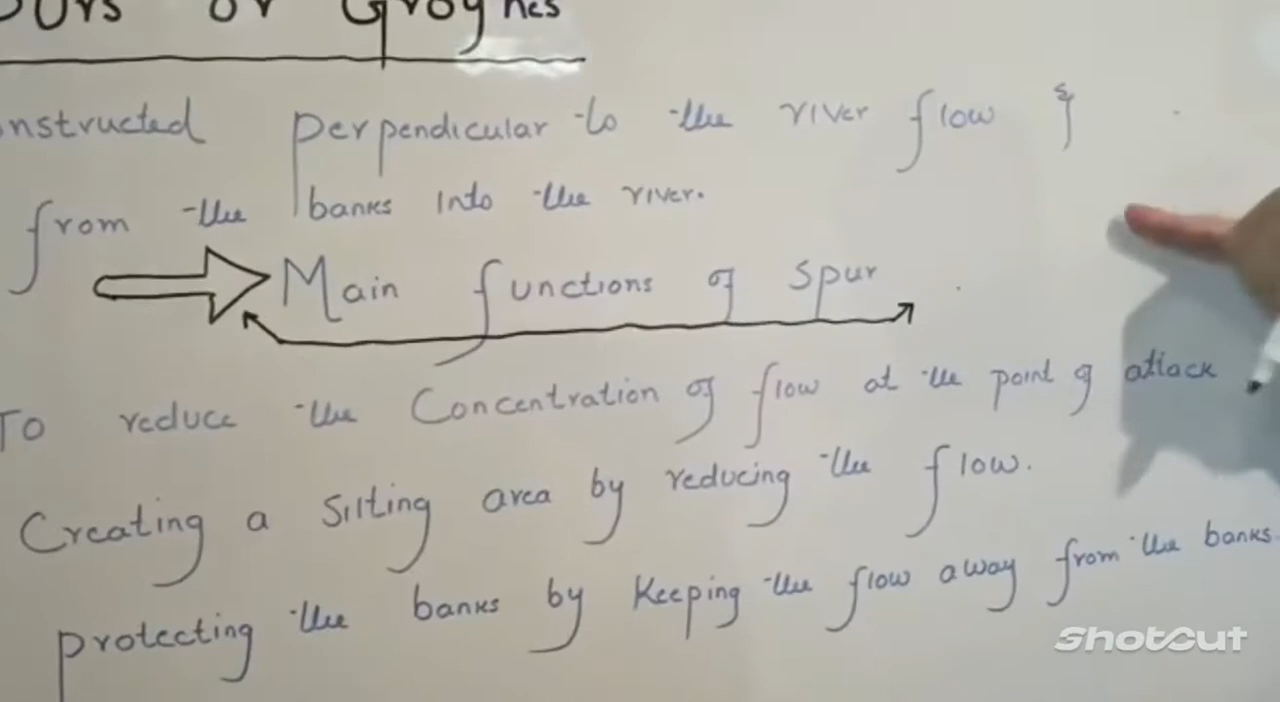 ours or Groynes
onstructed perpendicular to the river flow &
from the banks into the river.
Main functions of Spur
To reduce the Concentration of flow at the point of attack
Creating a silting area by reducing the flow.
protecting the banks by Keeping the flow away from the banks.
SHOTCUT